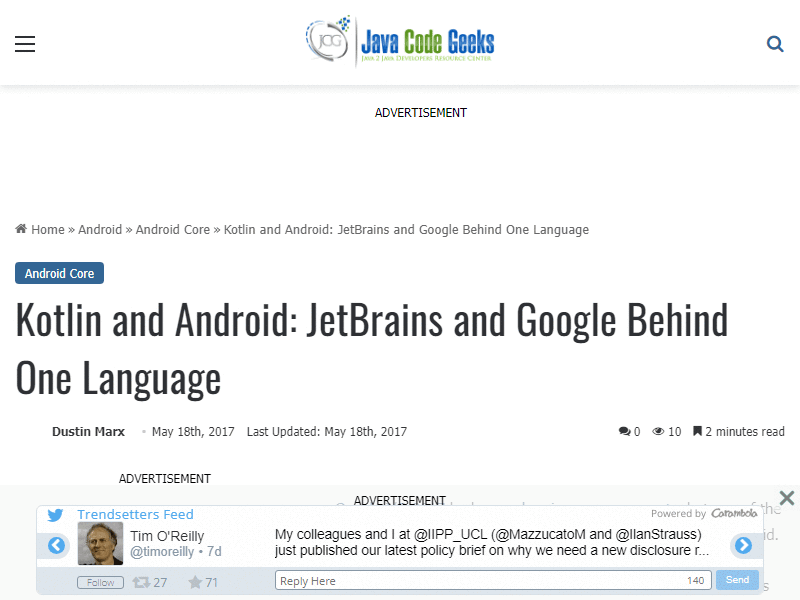 JCG
Java Code Geeks
Java 2 Java Developers Resource Center
ADVERTISEMENT
Home » Android » Android Core » Kotlin and Android: JetBrains and Google Behind One Language
Android Core
Kotlin and Android: JetBrains and Google Behind
One Language
Dustin Marx • May 18th, 2017 Last Updated: May 18th, 2017 0 10 2 minutes read
ADVERTISEMENT
ADVERTISEMENT
the
Powered by Carambola
Trendsetters Feed
Tim O'Reilly
@timoreilly • 7d
My colleagues and I at @IIPP_UCL (@MazzucatoM and @IlanStrauss)
just published our latest policy brief on why we need a new disclosure r...
id.
Follow 27 71
Reply Here 140 Send